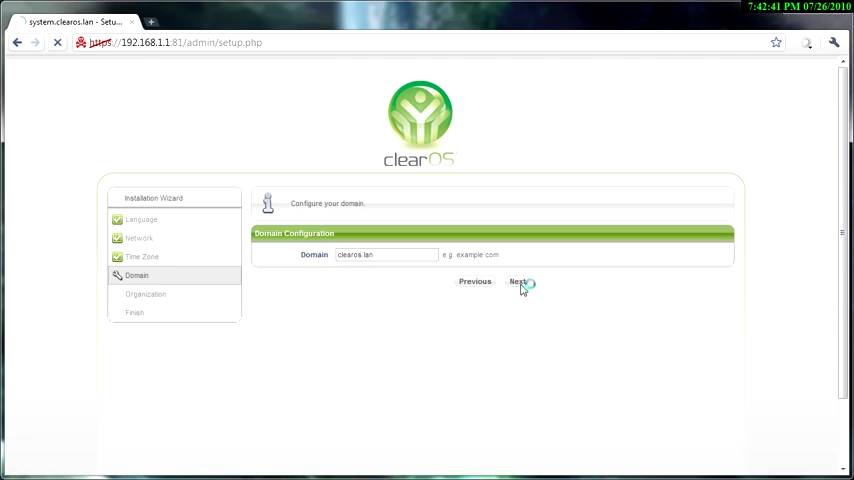 7:42:41 PM 07/26/2010
system.clearos.lan - Setu...
https://192.168.1.1:81/admin/setup.php
clearOS
Installation Wizard
Language
Network
Time Zone
Domain
Organization
Finish
Configure your domain.
Domain Configuration
Domain clearos.lan e.g. example com
Previous Next